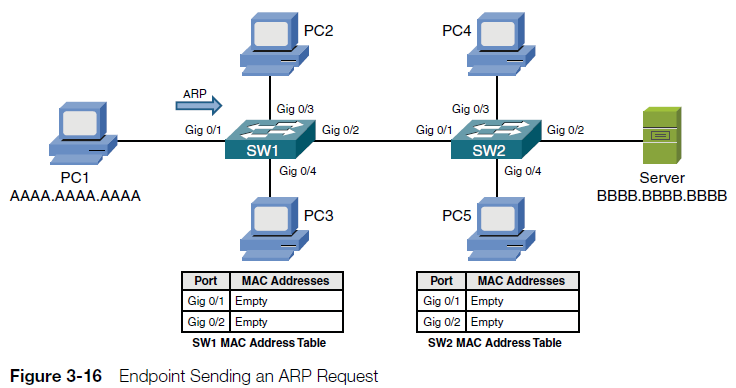 PC2
PC4
ARP
Gig 0/3
Gig 0/3
Gig 0/1
SW1
Gig 0/2
Gig 0/1
SW2
Gig 0/2
Gig 0/4
Gig 0/4
PC1
AAAA.AAAA.AAAA
Server
BBBB.BBBB.BBBB
PC3
PC5
Port MAC Addresses
Gig 0/1 Empty
Gig 0/2 Empty
SW1 MAC Address Table
Port MAC Addresses
Gig 0/1 Empty
Gig 0/2 Empty
SW2 MAC Address Table
Figure 3-16 Endpoint Sending an ARP Request